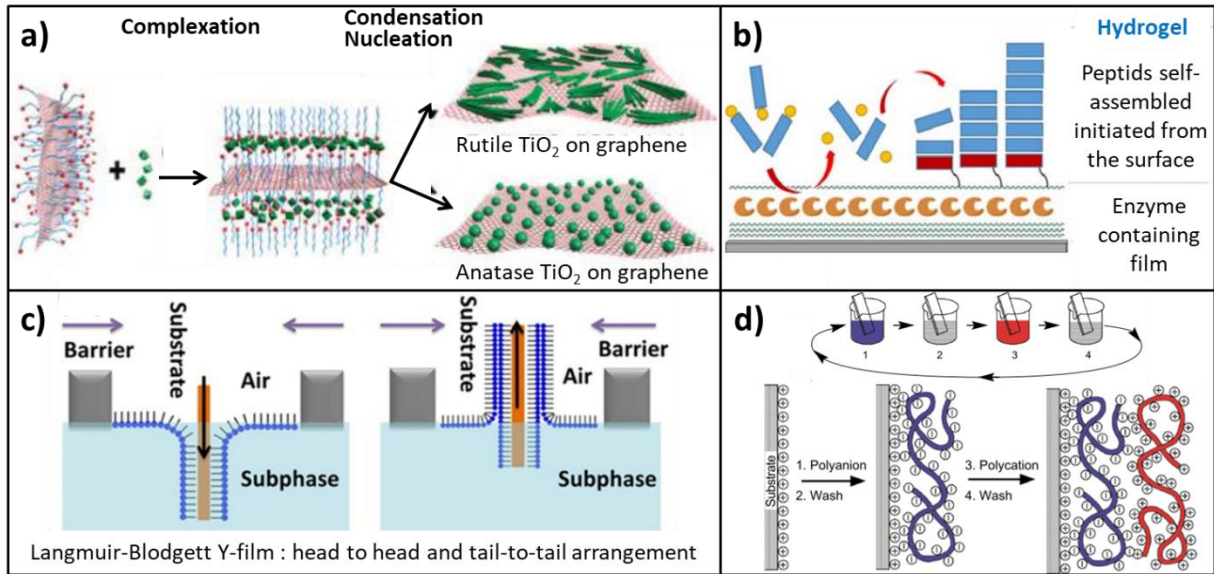 a)
Complexation
Condensation
Nucleation
+
Rutile TiO₂ on graphene
Anatase TiO₂ on graphene
b)
Hydrogel
Peptids self-
assembled
initiated from
the surface
Enzyme
containing
film
c)
Barrier
Substrate
Air
Subphase
Substrate
Air
Barrier
Subphase
Langmuir-Blodgett Y-film : head to head and tail-to-tail arrangement
d)
1 2 3 4
Substrate
1. Polyanion
2. Wash
3. Polycation
4. Wash